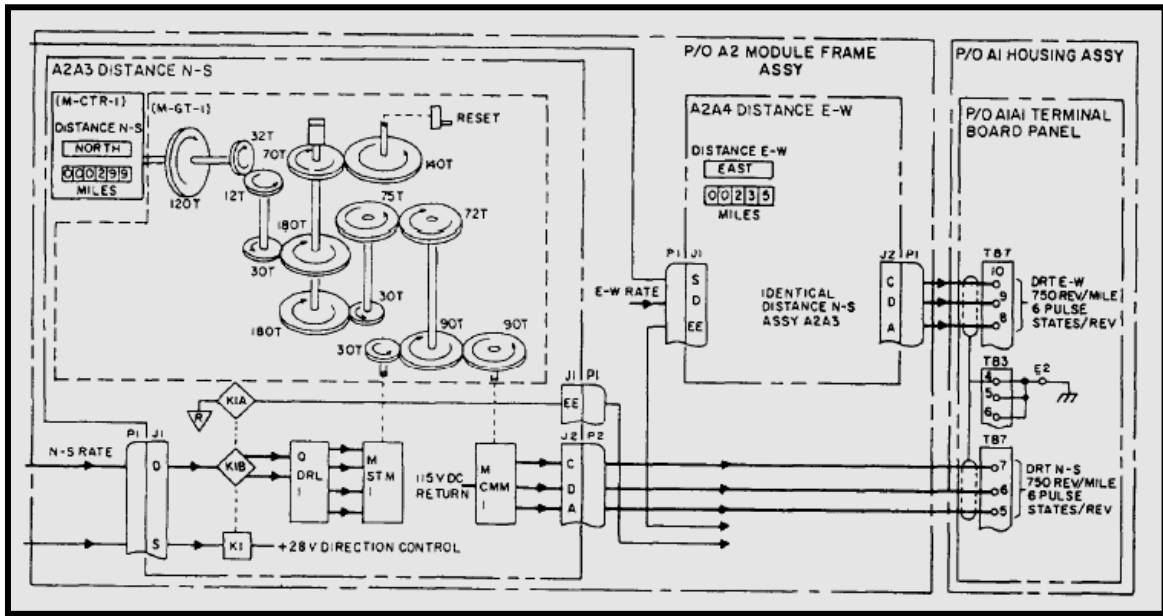 P/O A2 MODULE FRAME
ASSY
P/O A1 HOUSING ASSY
A2A3 DISTANCE N-S
(M-CTR-1)
DISTANCE N-S
NORTH
000299
MILES
(M-GT-1)
120T
32T
12T
30T
70T
180T
180T
RESET
140T
75T
72T
30T
30T
90T
90T
A2A4 DISTANCE E-W
DISTANCE E-W
EAST
00235
MILES
P1 J1
S
D
EE
E-W RATE
IDENTICAL
DISTANCE N-S
ASSY A2A3
J2 P1
C
D
A
P/O A1A1 TERMINAL
BOARD PANEL
TB7
10
9
8
DRT E-W
750 REV/MILE
6 PULSE
STATES/REV
TB3
4
5
6
E2
TB7
7
6
5
DRT N-S
750 REV/MILE
6 PULSE
STATES/REV
R
K1A
J1 P1
EE
N-S RATE
P1 J1
D
S
K1B
Q
DRL
1
M
STM
1
115V DC
RETURN
M
CMM
1
J2 P2
C
D
A
K1
+28V DIRECTION CONTROL